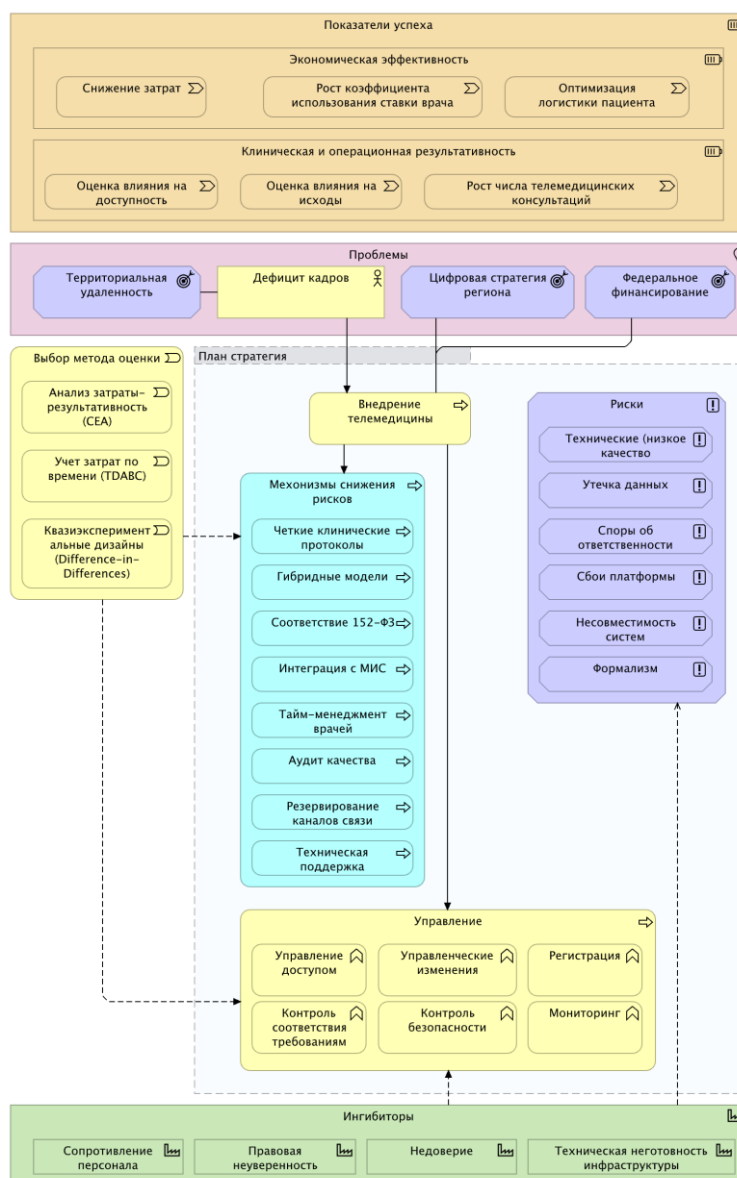 Показатели успеха
Экономическая эффективность
Снижение затрат
Рост коэффициента
использования ставки врача
Оптимизация
логистики пациента
Клиническая и операционная результативность
Оценка влияния на
доступность
Оценка влияния на
исходы
Рост числа телемедицинских
консультаций
Проблемы
Территориальная
удаленность
Дефицит кадров
Цифровая стратегия
региона
Федеральное
финансирование
Выбор метода оценки
Анализ затраты-
результативность
(CEA)
Учет затрат по
времени (TDABC)
Квазиэксперимент
альные дизайны
(Difference-in-
Differences)
План стратегия
Внедрение
телемедицины
Мехонизмы снижения
рисков
Четкие клинические
протоколы
Гибридные модели
Соответствие 152-ФЗ
Интеграция с МИС
Тайм-менеджмент
врачей
Аудит качества
Резервирование
каналов связи
Техническая
поддержка
Риски
Технические (низкое
качество
Утечка данных
Споры об
ответственности
Сбои платформы
Несовместимость
систем
Формализм
Управление
Управление
доступом
Управленческие
изменения
Регистрация
Контроль
соответствия
требованиям
Контроль
безопасности
Мониторинг
Ингибиторы
Сопротивление
персонала
Правовая
неуверенность
Недоверие
Техническая неготовность
инфраструктуры